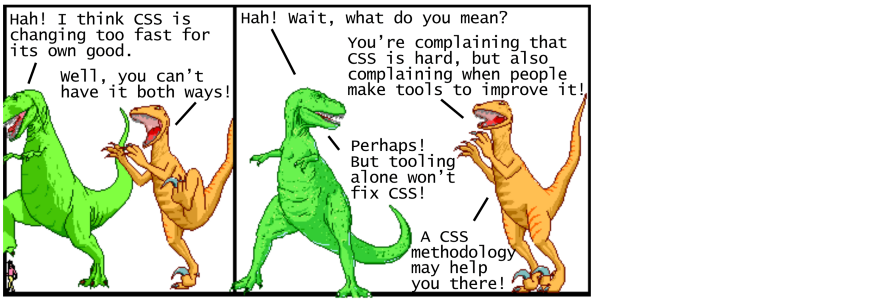 Hah! I think CSS is
changing too fast for
its own good.
Well, you can't
have it both ways!
Hah! Wait, what do you mean?
You're complaining that
CSS is hard, but also
complaining when people
make tools to improve it!
Perhaps!
But tooling
alone won't
fix CSS!
A CSS
methodology
may help
you there!